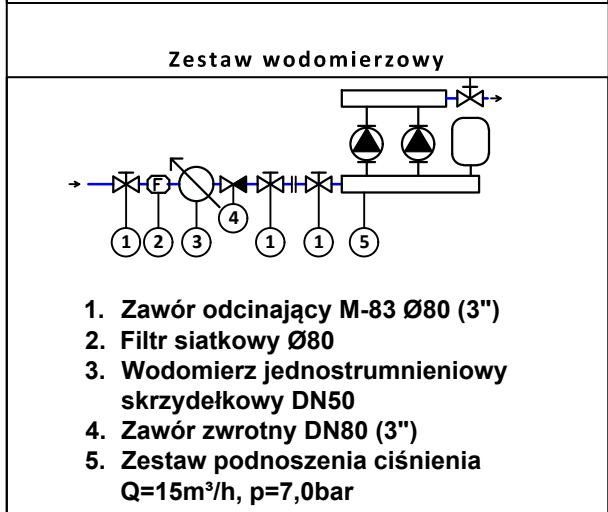 Zestaw wodomierzowy
F
4
1 2 3 1 1 5
1. Zawór odcinający M-83 Ø80 (3")
2. Filtr siatkowy Ø80
3. Wodomierz jednostrumnieniowy
skrzydełkowy DN50
4. Zawór zwrotny DN80 (3")
5. Zestaw podnoszenia ciśnienia
Q=15m³/h, p=7,0bar